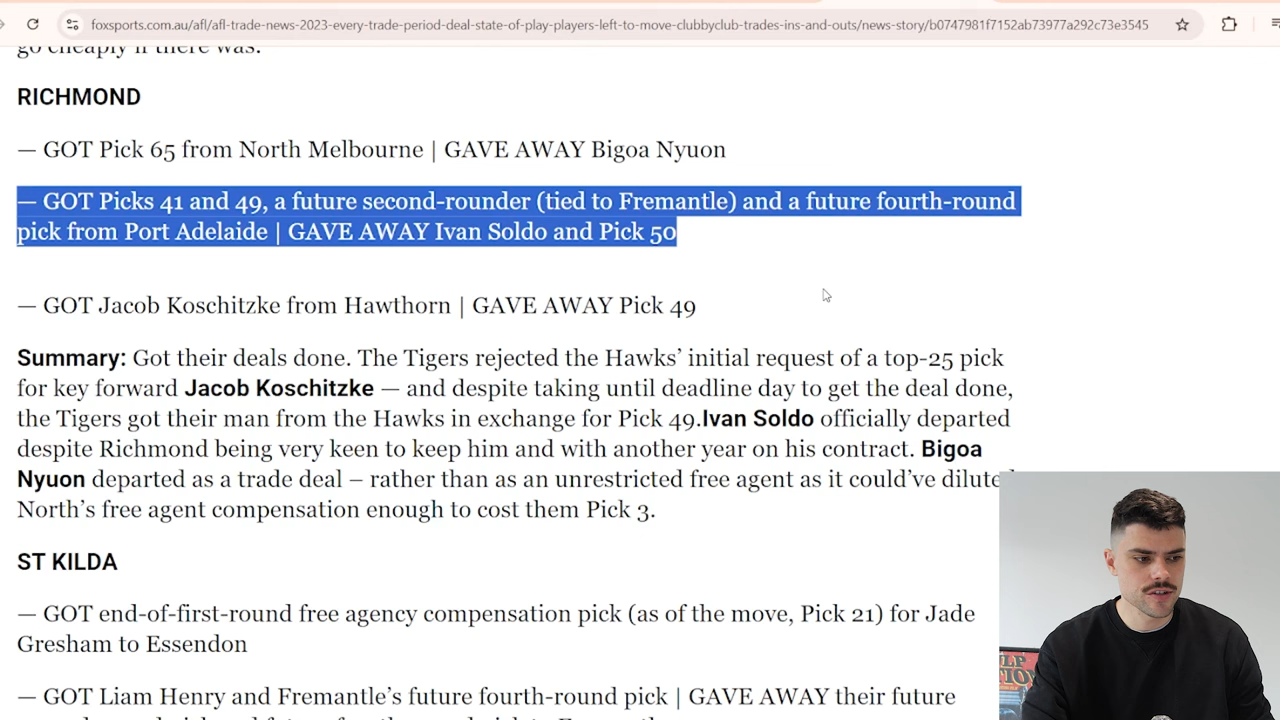 foxsports.com.au/afl/afl-trade-news-2023-every-trade-period-deal-state-of-play-players-left-to-move-clubbyclub-trades-ins-and-outs/news-story/b0747981f7152ab73977a292c73e3545
go cheaply if there was.
RICHMOND
— GOT Pick 65 from North Melbourne | GAVE AWAY Bigoa Nyuon
— GOT Picks 41 and 49, a future second-rounder (tied to Fremantle) and a future fourth-round
pick from Port Adelaide | GAVE AWAY Ivan Soldo and Pick 50
— GOT Jacob Koschitzke from Hawthorn | GAVE AWAY Pick 49
Summary: Got their deals done. The Tigers rejected the Hawks’ initial request of a top-25 pick
for key forward Jacob Koschitzke — and despite taking until deadline day to get the deal done,
the Tigers got their man from the Hawks in exchange for Pick 49.Ivan Soldo officially departed
despite Richmond being very keen to keep him and with another year on his contract. Bigoa
Nyuon departed as a trade deal – rather than as an unrestricted free agent as it could’ve diluted
North’s free agent compensation enough to cost them Pick 3.
ST KILDA
— GOT end-of-first-round free agency compensation pick (as of the move, Pick 21) for Jade
Gresham to Essendon
— GOT Liam Henry and Fremantle’s future fourth-round pick | GAVE AWAY their future